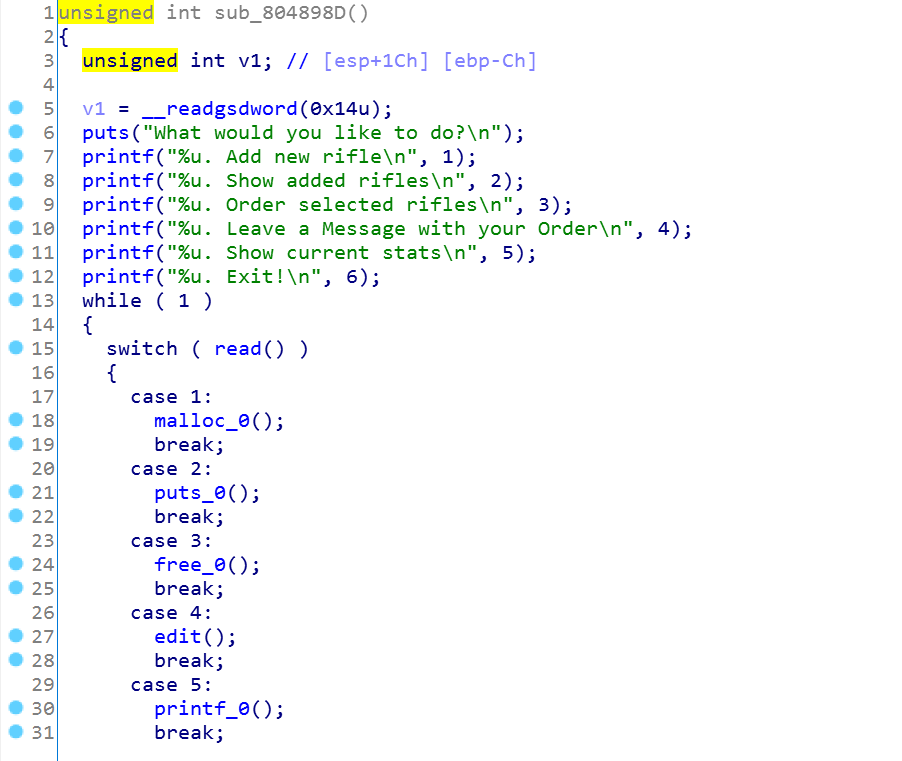 1 unsigned int sub_804898D()
2 {
3   unsigned int v1; // [esp+1Ch] [ebp-Ch]
4
5   v1 = __readgsdword(0x14u);
6   puts("What would you like to do?\n");
7   printf("%u. Add new rifle\n", 1);
8   printf("%u. Show added rifles\n", 2);
9   printf("%u. Order selected rifles\n", 3);
10   printf("%u. Leave a Message with your Order\n", 4);
11   printf("%u. Show current stats\n", 5);
12   printf("%u. Exit!\n", 6);
13   while ( 1 )
14   {
15     switch ( read() )
16     {
17       case 1:
18         malloc_0();
19         break;
20       case 2:
21         puts_0();
22         break;
23       case 3:
24         free_0();
25         break;
26       case 4:
27         edit();
28         break;
29       case 5:
30         printf_0();
31         break;